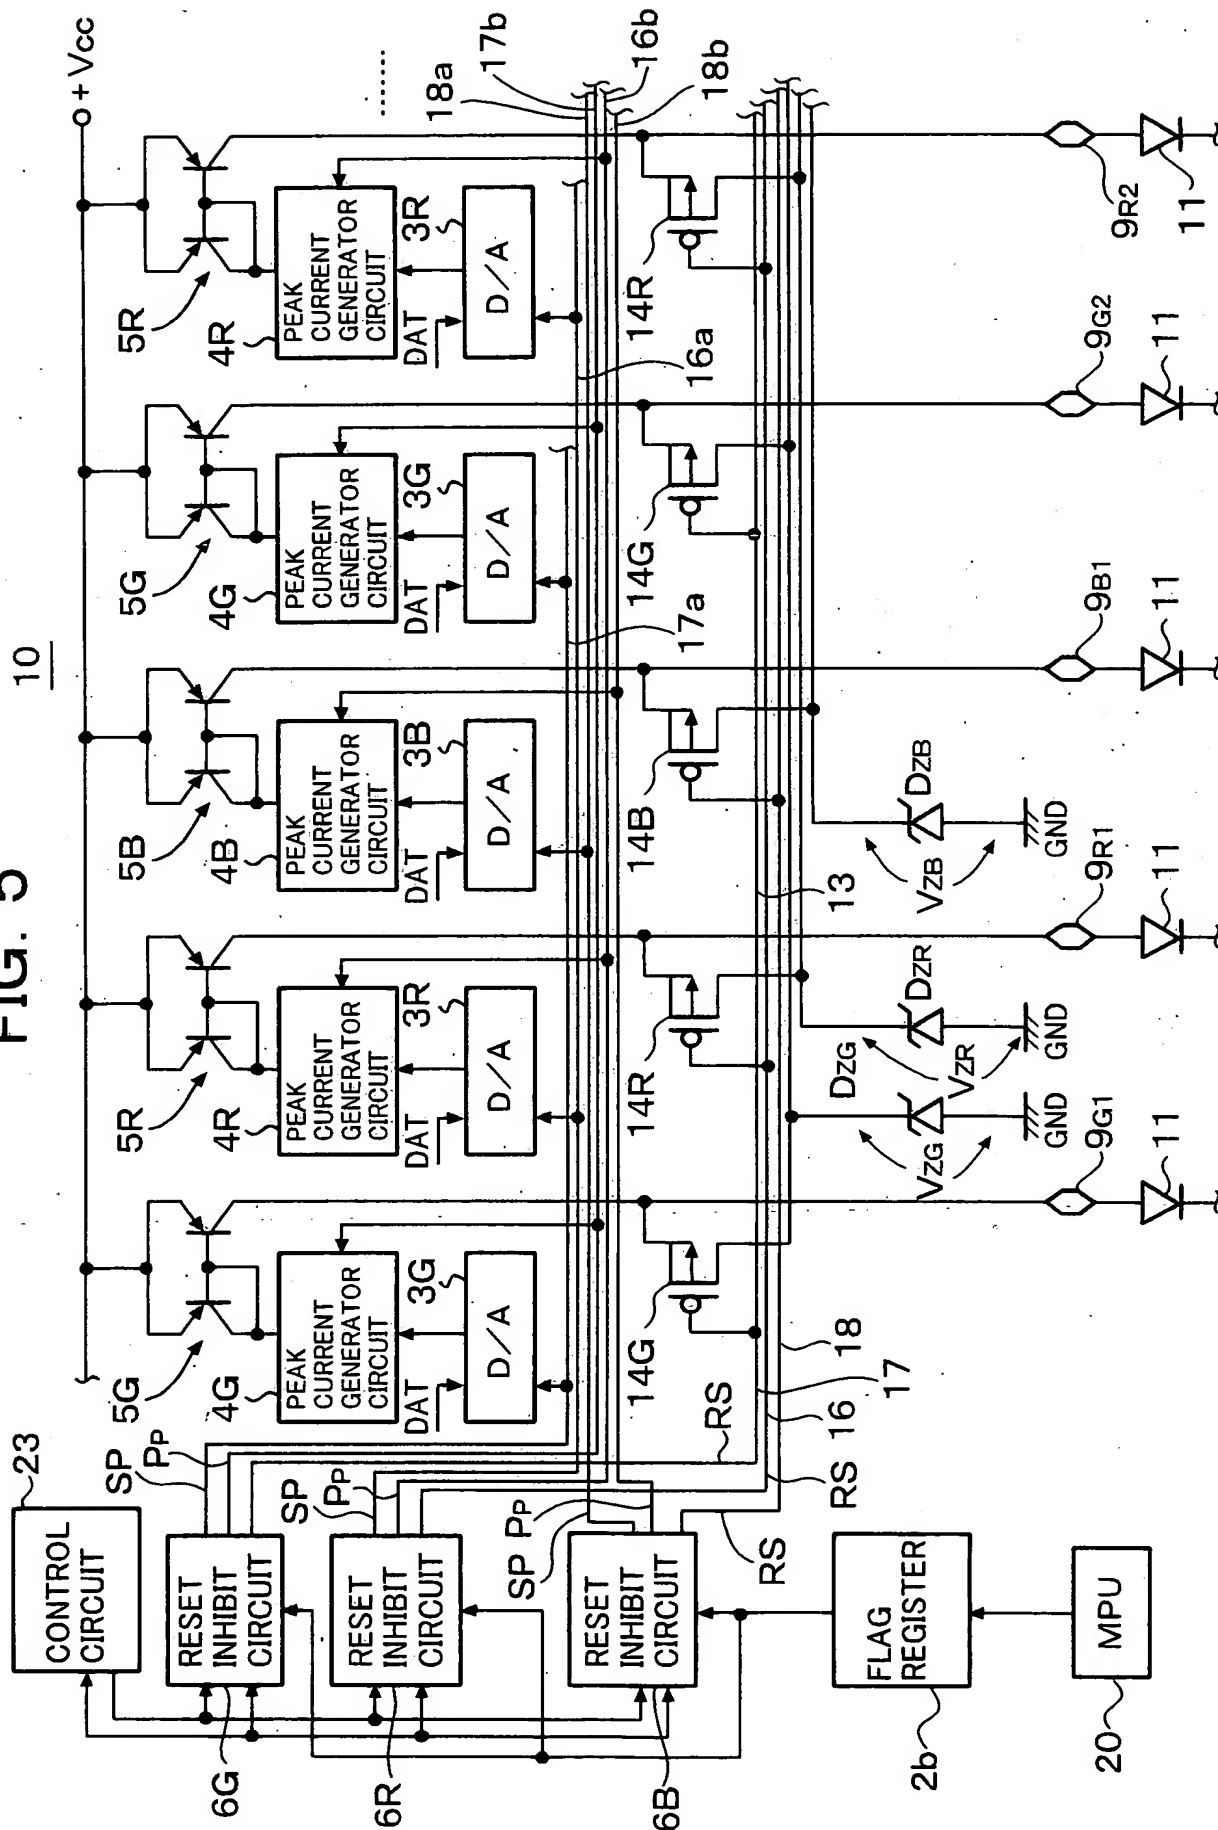 FIG. 5
10
+Vcc
23
CONTROL
CIRCUIT
SP
PP
5G
4G
PEAK
CURRENT
GENERATOR
CIRCUIT
DAT
3G
D/A
5R
4R
PEAK
CURRENT
GENERATOR
CIRCUIT
DAT
3R
D/A
5B
4B
PEAK
CURRENT
GENERATOR
CIRCUIT
DAT
3B
D/A
5G
4G
PEAK
CURRENT
GENERATOR
CIRCUIT
DAT
3G
D/A
5R
4R
PEAK
CURRENT
GENERATOR
CIRCUIT
DAT
3R
D/A
........
18a
17b
16b
18b
17a
16a
RESET
INHIBIT
CIRCUIT
6G
SP
PP
RESET
INHIBIT
CIRCUIT
6R
SP
PP
RESET
INHIBIT
CIRCUIT
6B
RS
RS
RS
16
17
18
13
14G
14R
14B
14G
14R
FLAG
REGISTER
2b
MPU
20
VZG
DZG
GND
VZR
DZR
GND
VZB
DZB
GND
9G1
11
9R1
11
9B1
11
9G2
11
9R2
11